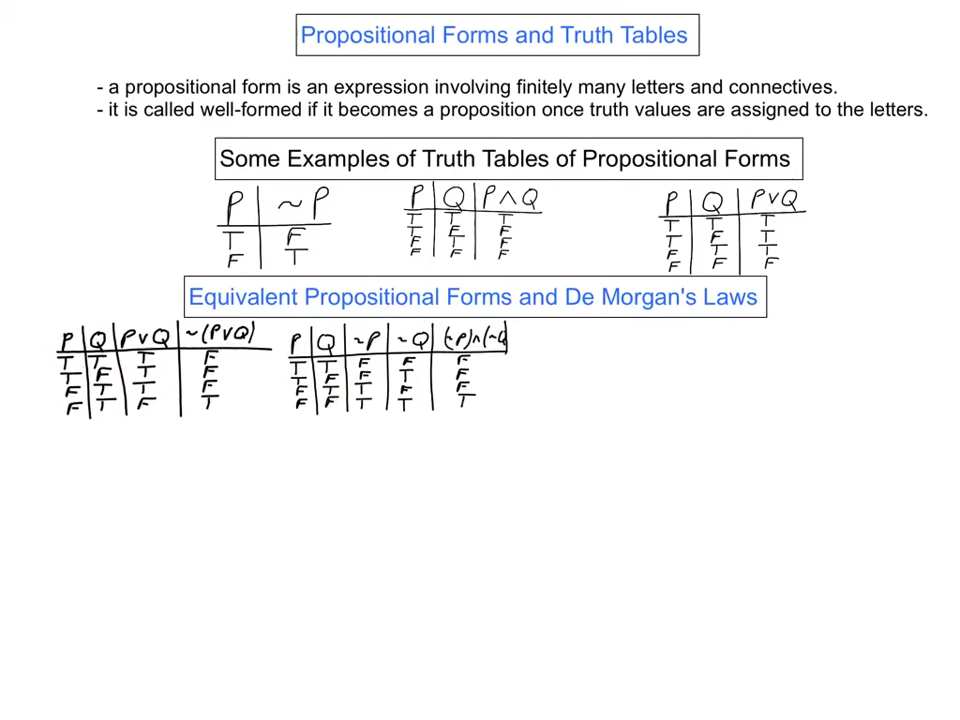 Propositional Forms and Truth Tables
- a propositional form is an expression involving finitely many letters and connectives.
- it is called well-formed if it becomes a proposition once truth values are assigned to the letters.
Some Examples of Truth Tables of Propositional Forms
P ~P
T F
F T
P Q P∧Q
T T T
T F F
F T F
F F F
P Q P∨Q
T T T
T F T
F T T
F F F
Equivalent Propositional Forms and De Morgan's Laws
P Q P∨Q ~(P∨Q)
T T T F
T F T F
F T T F
F T F T
P Q ~P ~Q (~P)∧(~Q
T T F F F
T F F T F
F T T F F
F F T T T